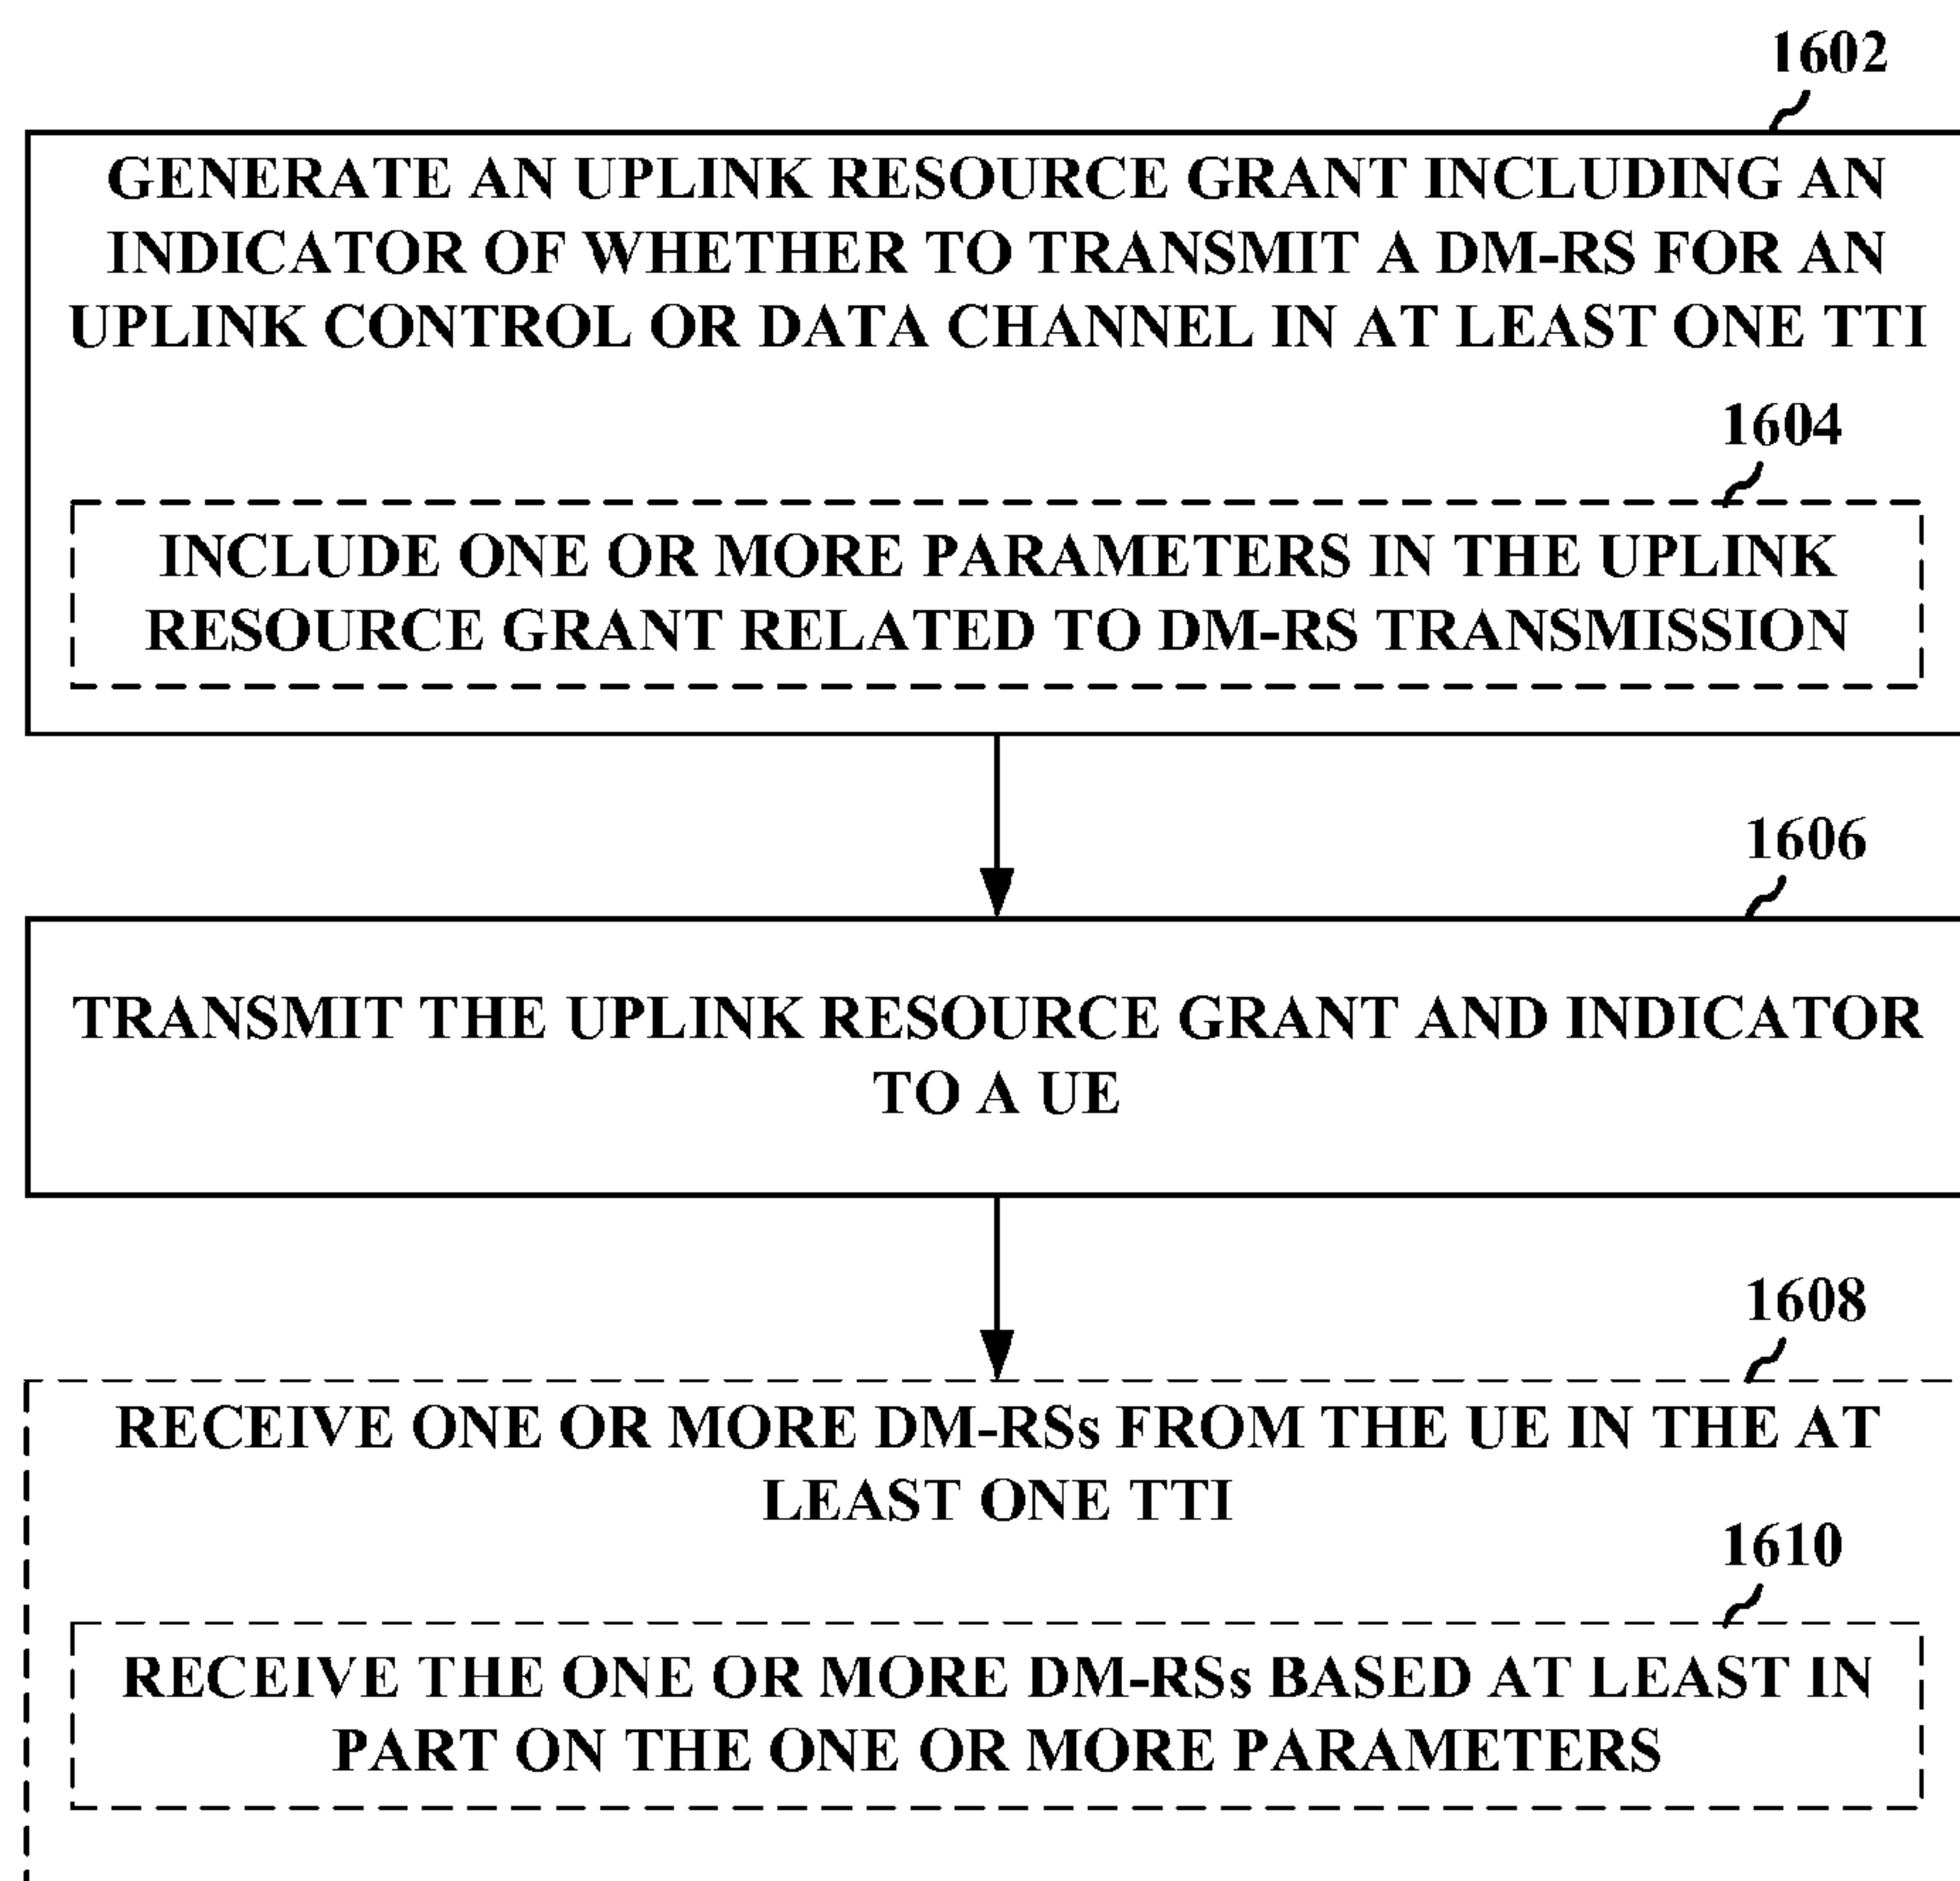 1602
GENERATE AN UPLINK RESOURCE GRANT INCLUDING AN
INDICATOR OF WHETHER TO TRANSMIT A DM-RS FOR AN
UPLINK CONTROL OR DATA CHANNEL IN AT LEAST ONE TTI
1604
INCLUDE ONE OR MORE PARAMETERS IN THE UPLINK
RESOURCE GRANT RELATED TO DM-RS TRANSMISSION
1606
TRANSMIT THE UPLINK RESOURCE GRANT AND INDICATOR
TO A UE
1608
RECEIVE ONE OR MORE DM-RSs FROM THE UE IN THE AT
LEAST ONE TTI
1610
RECEIVE THE ONE OR MORE DM-RSs BASED AT LEAST IN
PART ON THE ONE OR MORE PARAMETERS